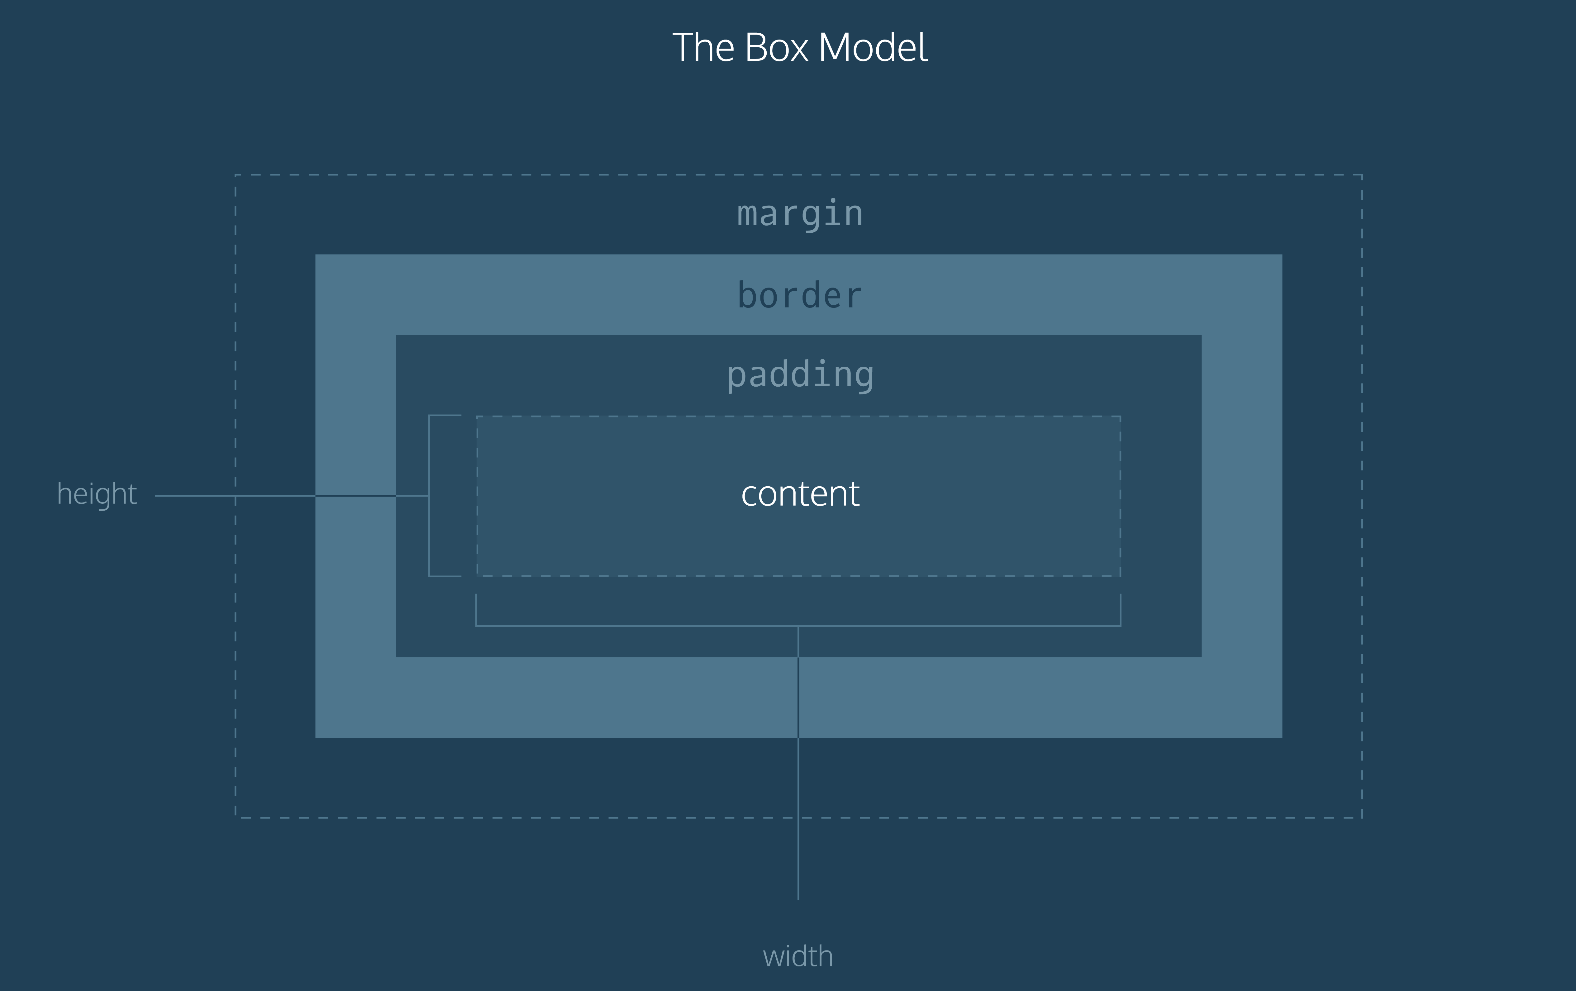 The Box Model
margin
border
padding
height
content
width